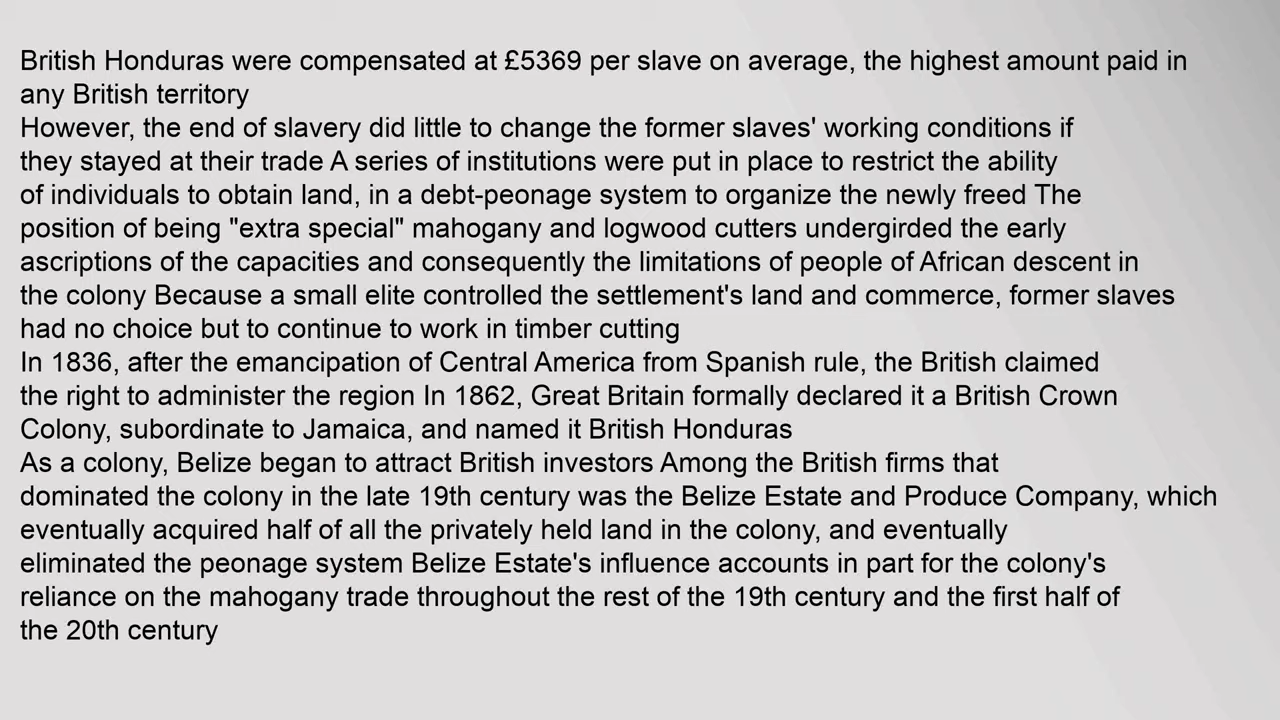 British Honduras were compensated at £5369 per slave on average, the highest amount paid in
any British territory
However, the end of slavery did little to change the former slaves' working conditions if
they stayed at their trade A series of institutions were put in place to restrict the ability
of individuals to obtain land, in a debt-peonage system to organize the newly freed The
position of being "extra special" mahogany and logwood cutters undergirded the early
ascriptions of the capacities and consequently the limitations of people of African descent in
the colony Because a small elite controlled the settlement's land and commerce, former slaves
had no choice but to continue to work in timber cutting
In 1836, after the emancipation of Central America from Spanish rule, the British claimed
the right to administer the region In 1862, Great Britain formally declared it a British Crown
Colony, subordinate to Jamaica, and named it British Honduras
As a colony, Belize began to attract British investors Among the British firms that
dominated the colony in the late 19th century was the Belize Estate and Produce Company, which
eventually acquired half of all the privately held land in the colony, and eventually
eliminated the peonage system Belize Estate's influence accounts in part for the colony's
reliance on the mahogany trade throughout the rest of the 19th century and the first half of
the 20th century